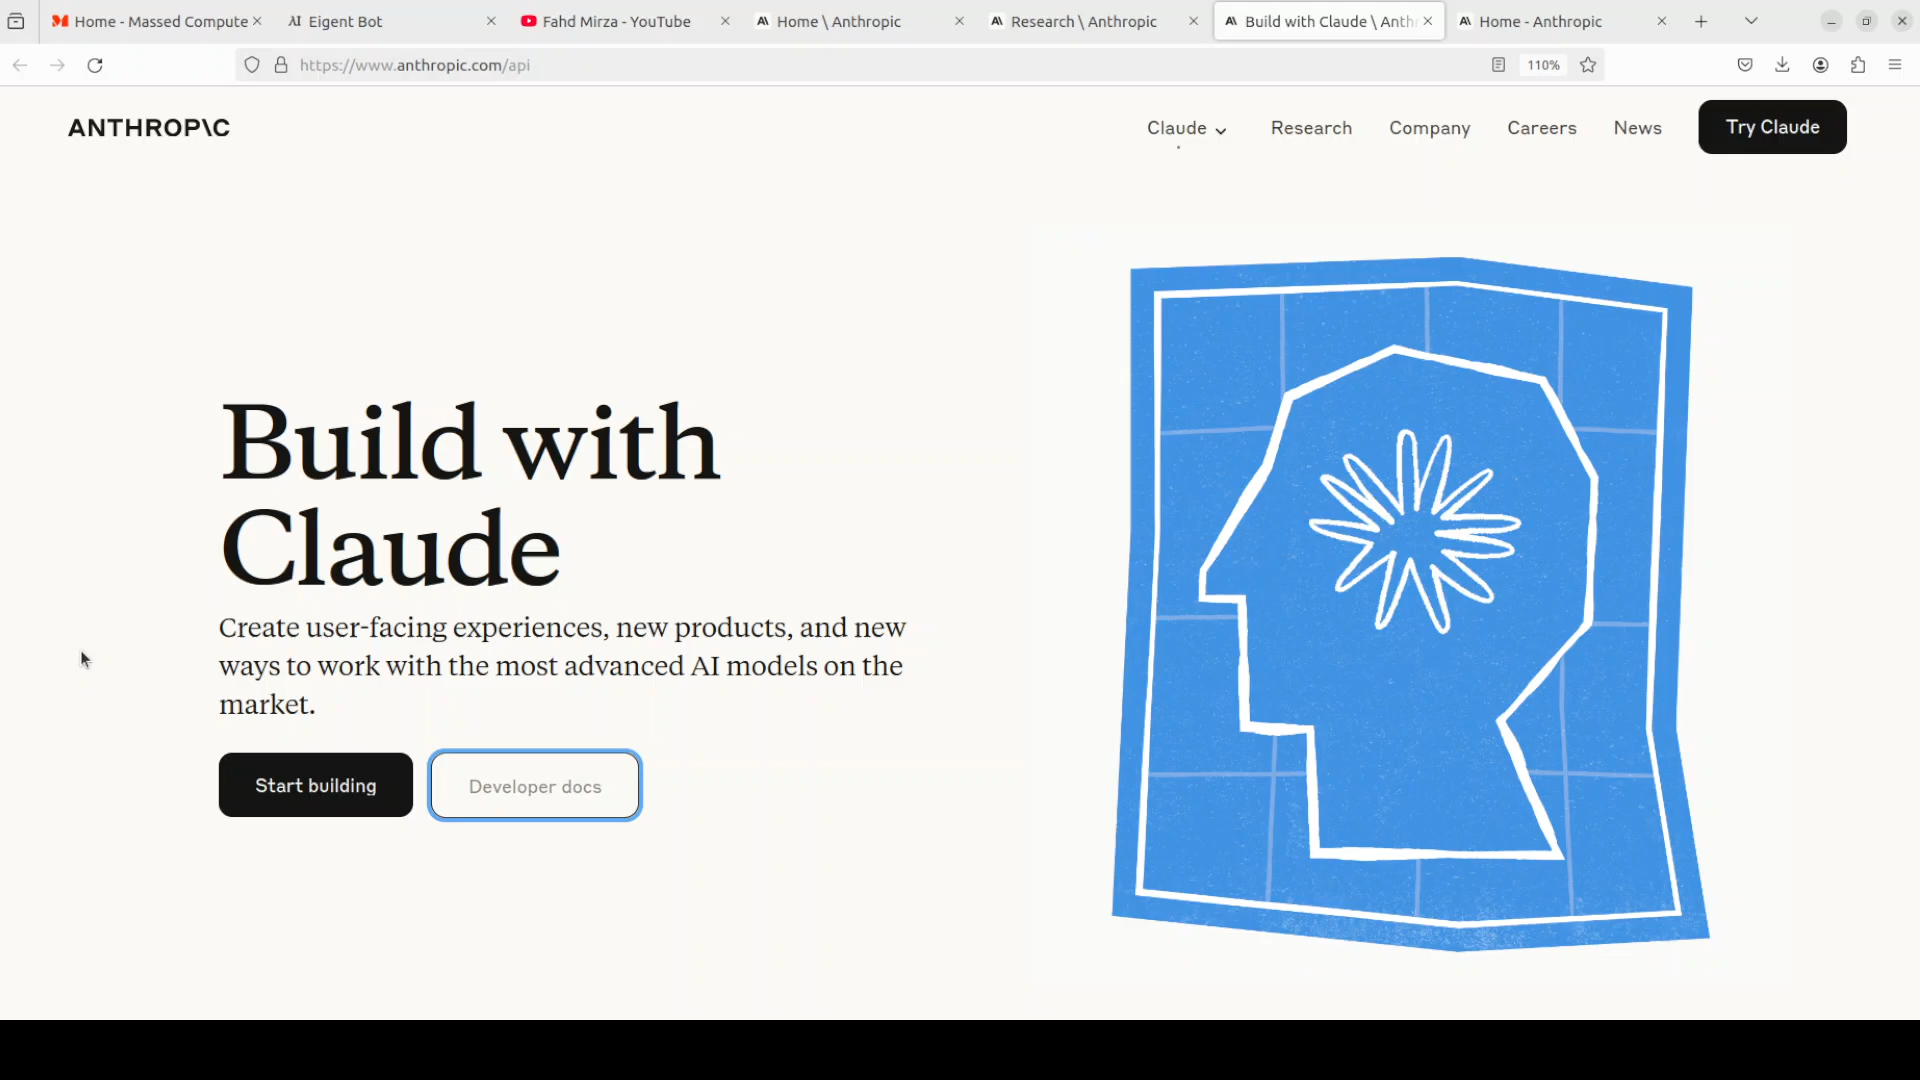 Home - Massed Compute
Eigent Bot
Fahd Mirza - YouTube
Home \ Anthropic
Research \ Anthropic
Build with Claude \ Anth
Home - Anthropic
https://www.anthropic.com/api
110%
ANTHROP\C
Claude
Research
Company
Careers
News
Try Claude
Build with
Claude
Create user-facing experiences, new products, and new
ways to work with the most advanced AI models on the
market.
Start building
Developer docs